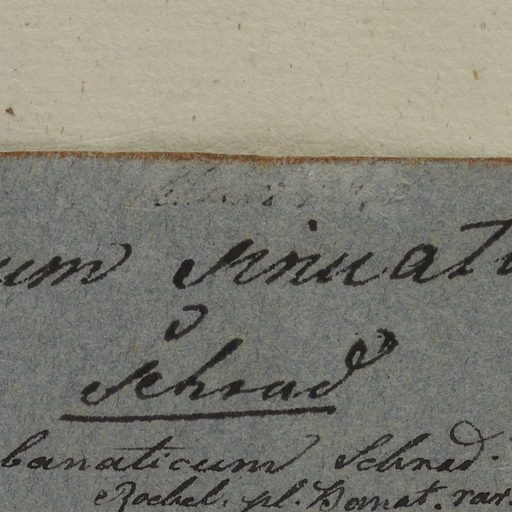 um sinuat
Schrad
banaticum Schrad.
Rochel. pl. Banat. rar.